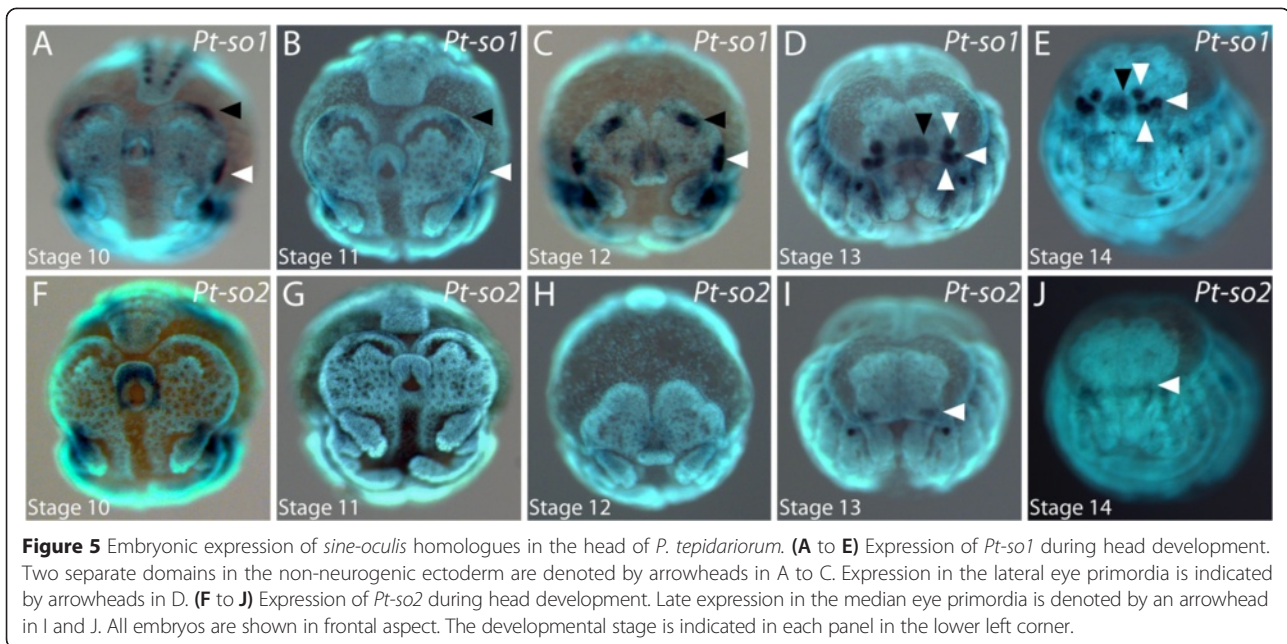 A Pt-so1
B Pt-so1
C Pt-so1
D Pt-so1
E Pt-so1
Stage 10
Stage 11
Stage 12
Stage 13
Stage 14
F Pt-so2
G Pt-so2
H Pt-so2
I Pt-so2
J Pt-so2
Stage 10
Stage 11
Stage 12
Stage 13
Stage 14
Figure 5 Embryonic expression of sine-oculis homologues in the head of P. tepidariorum. (A to E) Expression of Pt-so1 during head development.
Two separate domains in the non-neurogenic ectoderm are denoted by arrowheads in A to C. Expression in the lateral eye primordia is indicated
by arrowheads in D. (F to J) Expression of Pt-so2 during head development. Late expression in the median eye primordia is denoted by an arrowhead
in I and J. All embryos are shown in frontal aspect. The developmental stage is indicated in each panel in the lower left corner.